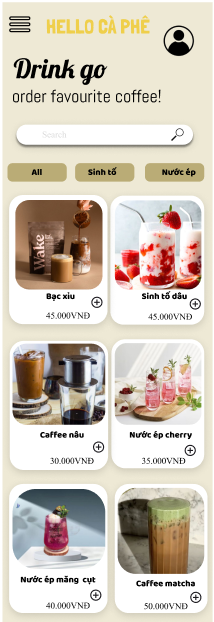 HELLO CÀ PHÊ
Drink go
order favourite coffee!
Search
All
Sinh tố
Nước ép
Wake
Bạc xỉu
45.000VNĐ
Sinh tố dâu
45.000VNĐ
Caffee nâu
30.000VNĐ
Nước ép cherry
35.000VNĐ
Nước ép măng cụt
40.000VNĐ
Caffee matcha
50.000VNĐ